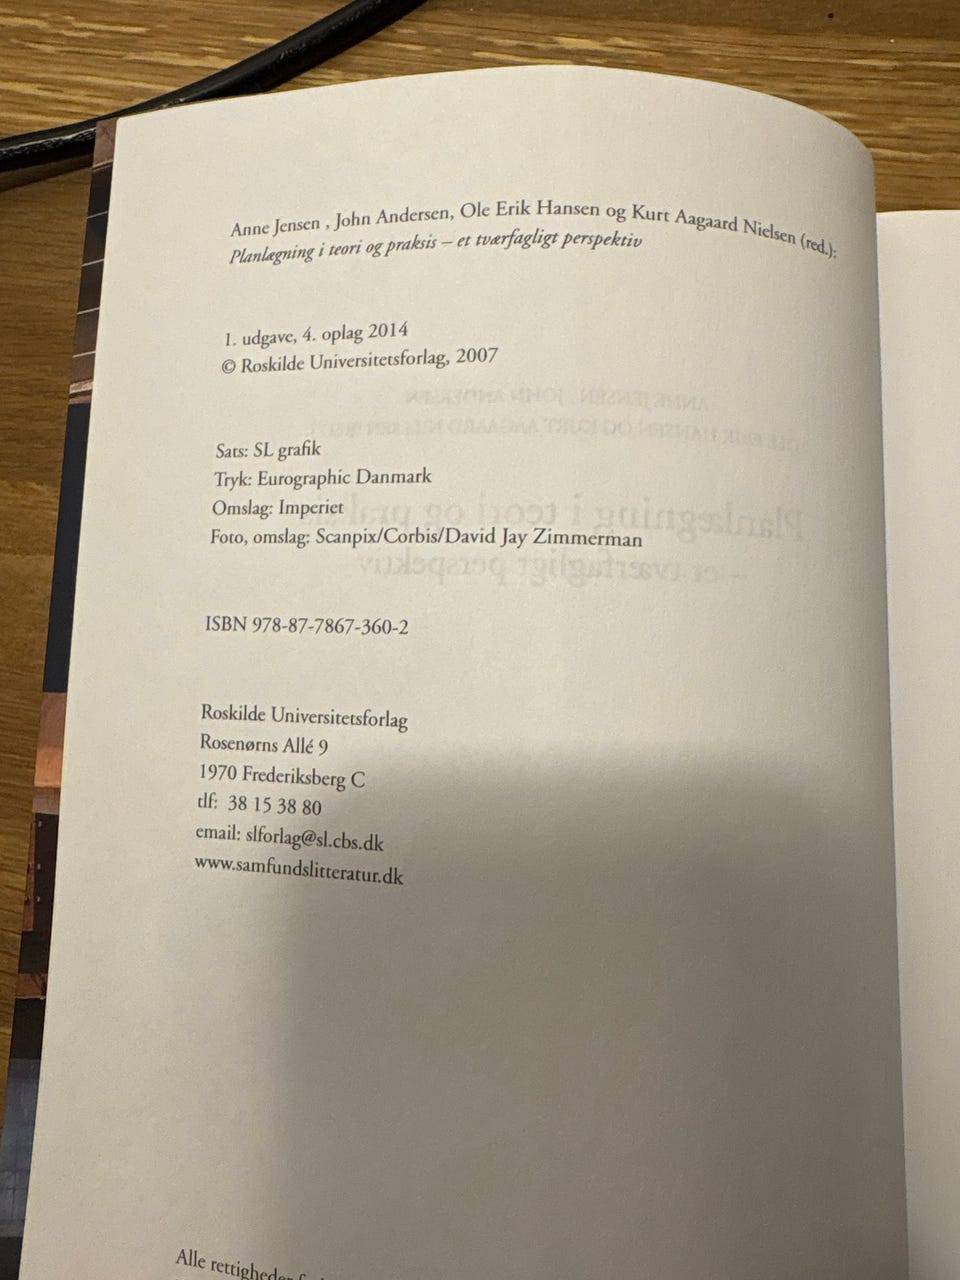 Anne Jensen , John Andersen, Ole Erik Hansen og Kurt Aagaard Nielsen (red.):
Planlægning i teori og praksis – et tværfagligt perspektiv
1. udgave, 4. oplag 2014
© Roskilde Universitetsforlag, 2007
Sats: SL grafik
Tryk: Eurographic Danmark
Omslag: Imperiet
Foto, omslag: Scanpix/Corbis/David Jay Zimmerman
ISBN 978-87-7867-360-2
Roskilde Universitetsforlag
Rosenørns Allé 9
1970 Frederiksberg C
tlf: 38 15 38 80
email: slforlag@sl.cbs.dk
www.samfundslitteratur.dk
Alle rettigheder